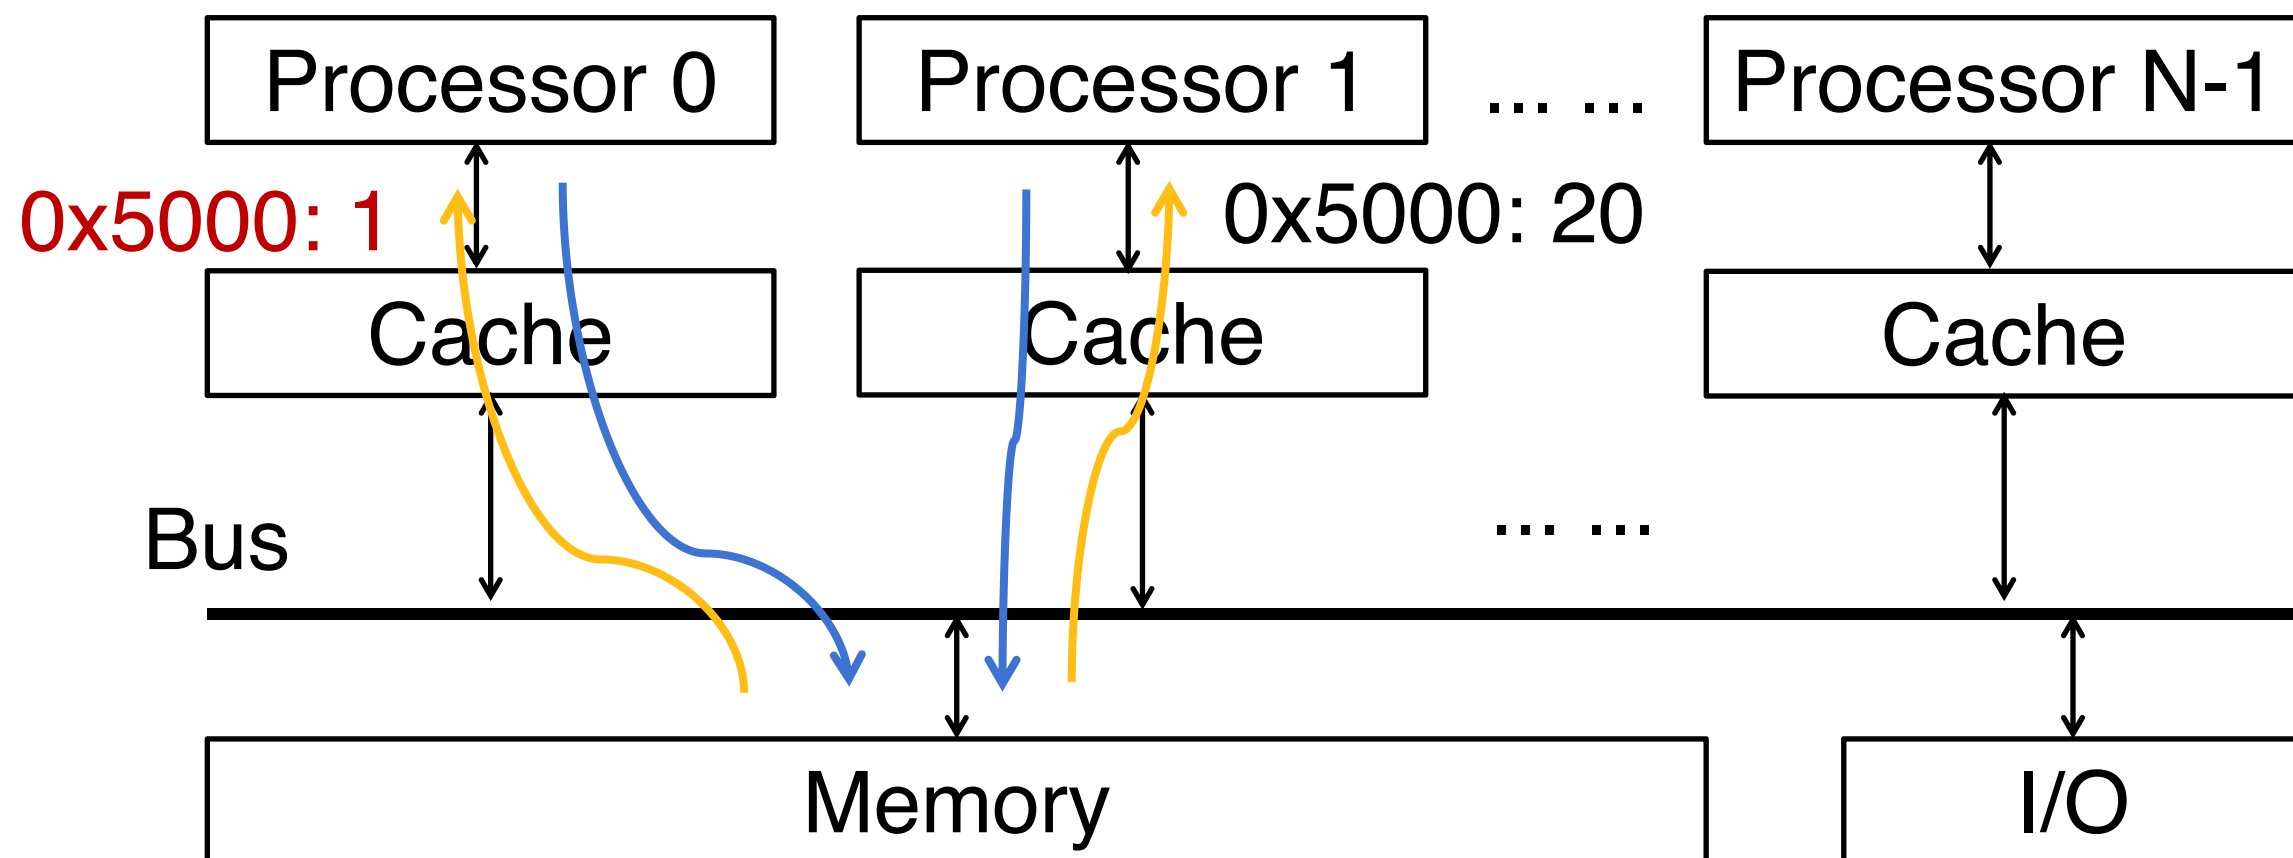 Processor 0
Processor 1
... ...
Processor N-1
0x5000: 1
0x5000: 20
Cache
Cache
Cache
Bus
... ...
Memory
I/O